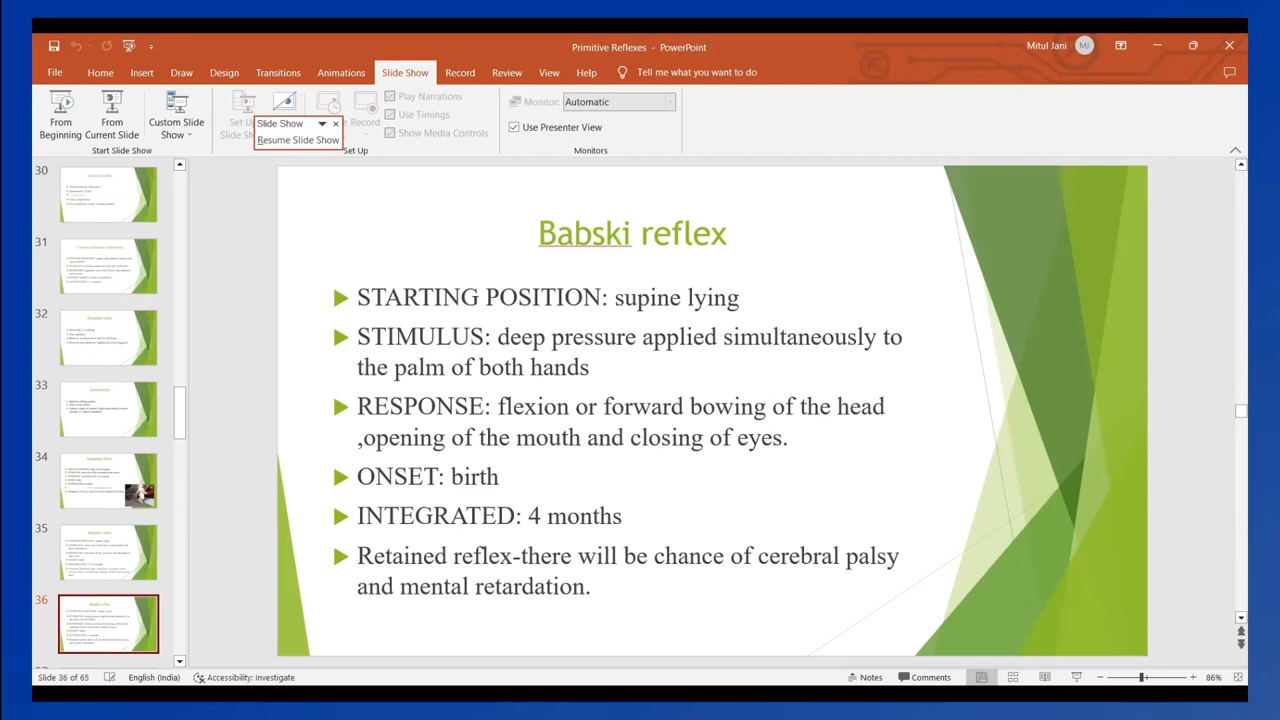 Primitive Reflexes - PowerPoint
Mitul Jani MJ
File Home Insert Draw Design Transitions Animations Slide Show Record Review View Help Tell me what you want to do
From Beginning
From Current Slide
Custom Slide Show
Start Slide Show
Slide Show
Resume Slide Show
Record
Set Up
Play Narrations
Use Timings
Show Media Controls
Monitor: Automatic
Use Presenter View
Monitors
30
31
32
33
34
35
36
Babski reflex
STARTING POSITION: supine lying
STIMULUS: deep pressure applied simultaneously to
the palm of both hands
RESPONSE: flexion or forward bowing of the head
,opening of the mouth and closing of eyes.
ONSET: birth
INTEGRATED: 4 months
Retained reflex-there will be chance of cerebral palsy
and mental retardation.
Slide 36 of 65 English (India) Accessibility: Investigate Notes Comments 86%